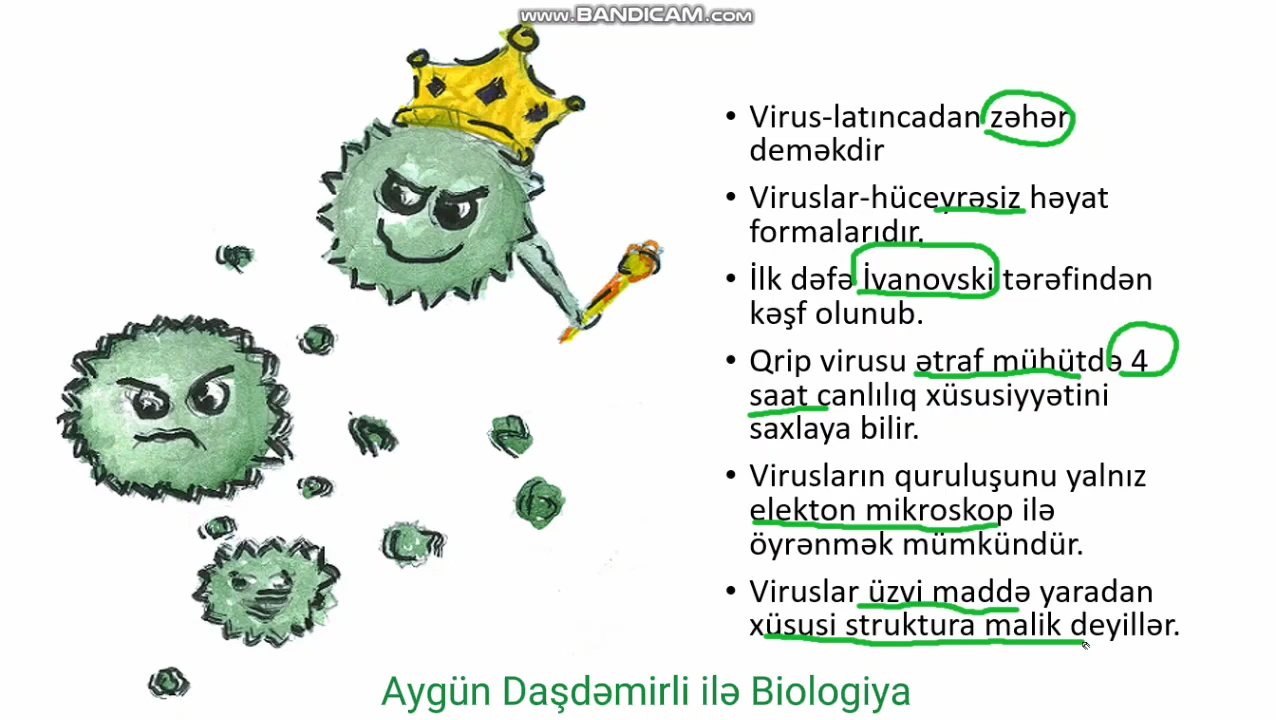 www.BANDICAM.com
• Virus-latıncadan zəhər
deməkdir
• Viruslar-hüceyrəsiz həyat
formalarıdır.
• İlk dəfə İvanovski tərəfindən
kəşf olunub.
• Qrip virusu ətraf mühütdə 4
saat canlılıq xüsusiyyətini
saxlaya bilir.
• Virusların quruluşunu yalnız
elekton mikroskop ilə
öyrənmək mümkündür.
• Viruslar üzvi maddə yaradan
xüsusi struktura malik deyillər.
Aygün Daşdəmirli ilə Biologiya